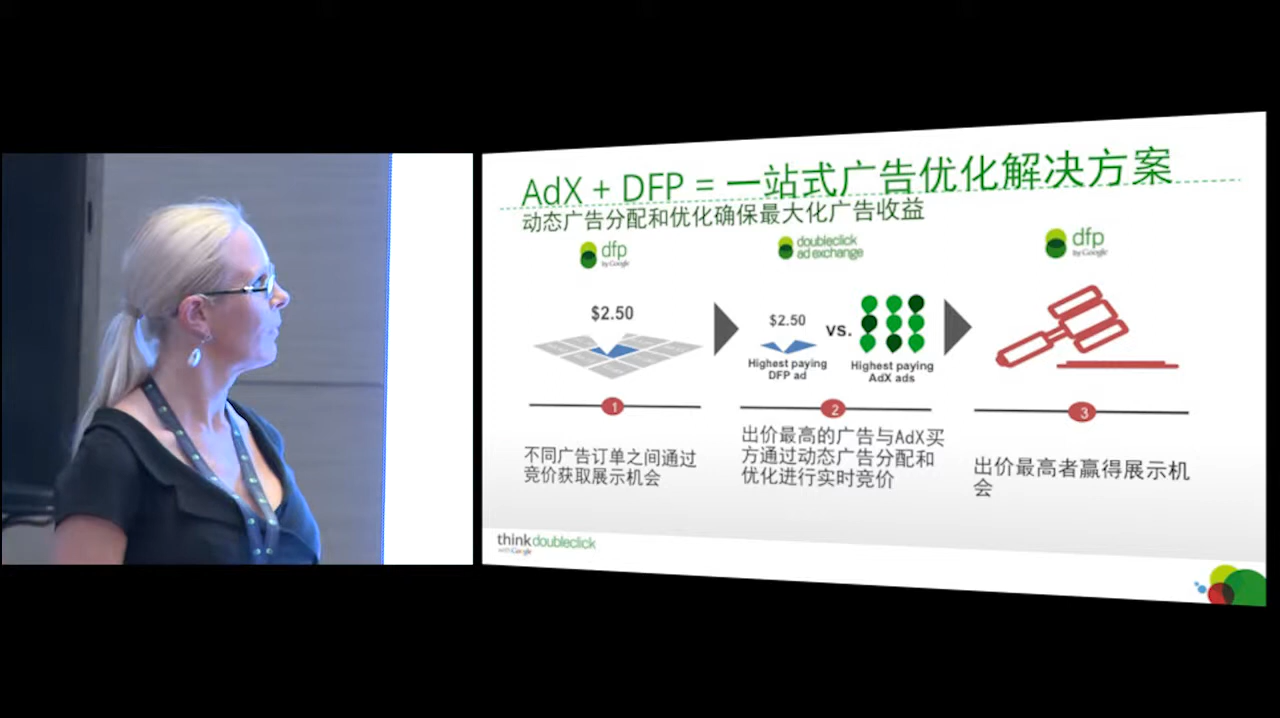 AdX + DFP = 一站式广告优化解决方案
动态广告分配和优化确保最大化广告收益
dfp
by Google
doubleclick
ad exchange
dfp
by Google
$2.50
$2.50
vs.
Highest paying
DFP ad
Highest paying
AdX ads
1
2
3
不同广告订单之间通过
竞价获取展示机会
出价最高的广告与AdX买
方通过动态广告分配和
优化进行实时竞价
出价最高者赢得展示机
会
thinkdoubleclick
with Google